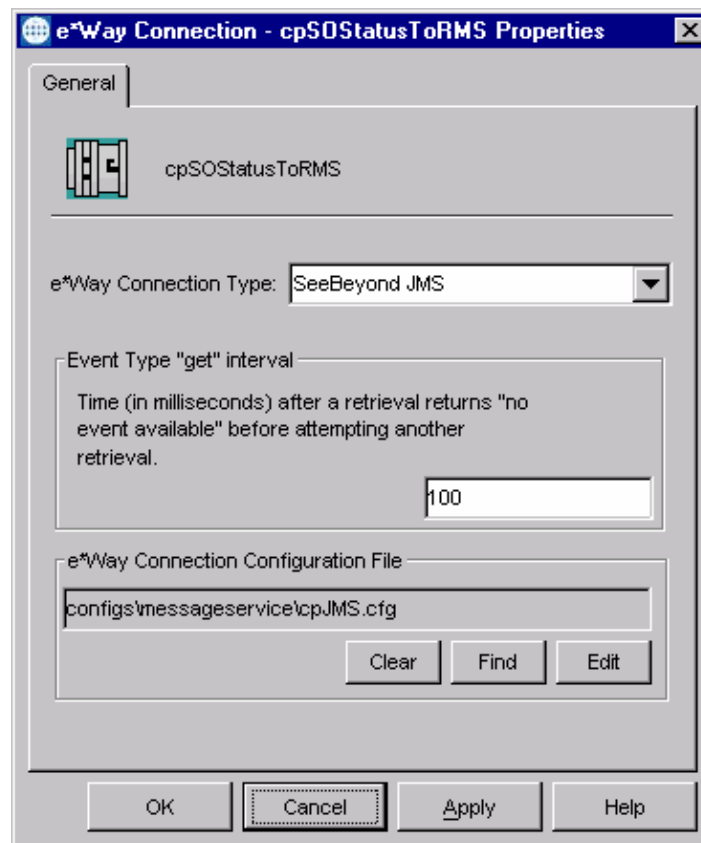 e*Way Connection - cpSOStatusToRMS Properties
General
cpSOStatusToRMS
e*Way Connection Type: SeeBeyond JMS
Event Type "get" interval
Time (in milliseconds) after a retrieval returns "no
event available" before attempting another
retrieval.
100
e*Way Connection Configuration File
configs\messageservice\cpJMS.cfg
Clear Find Edit
OK Cancel Apply Help